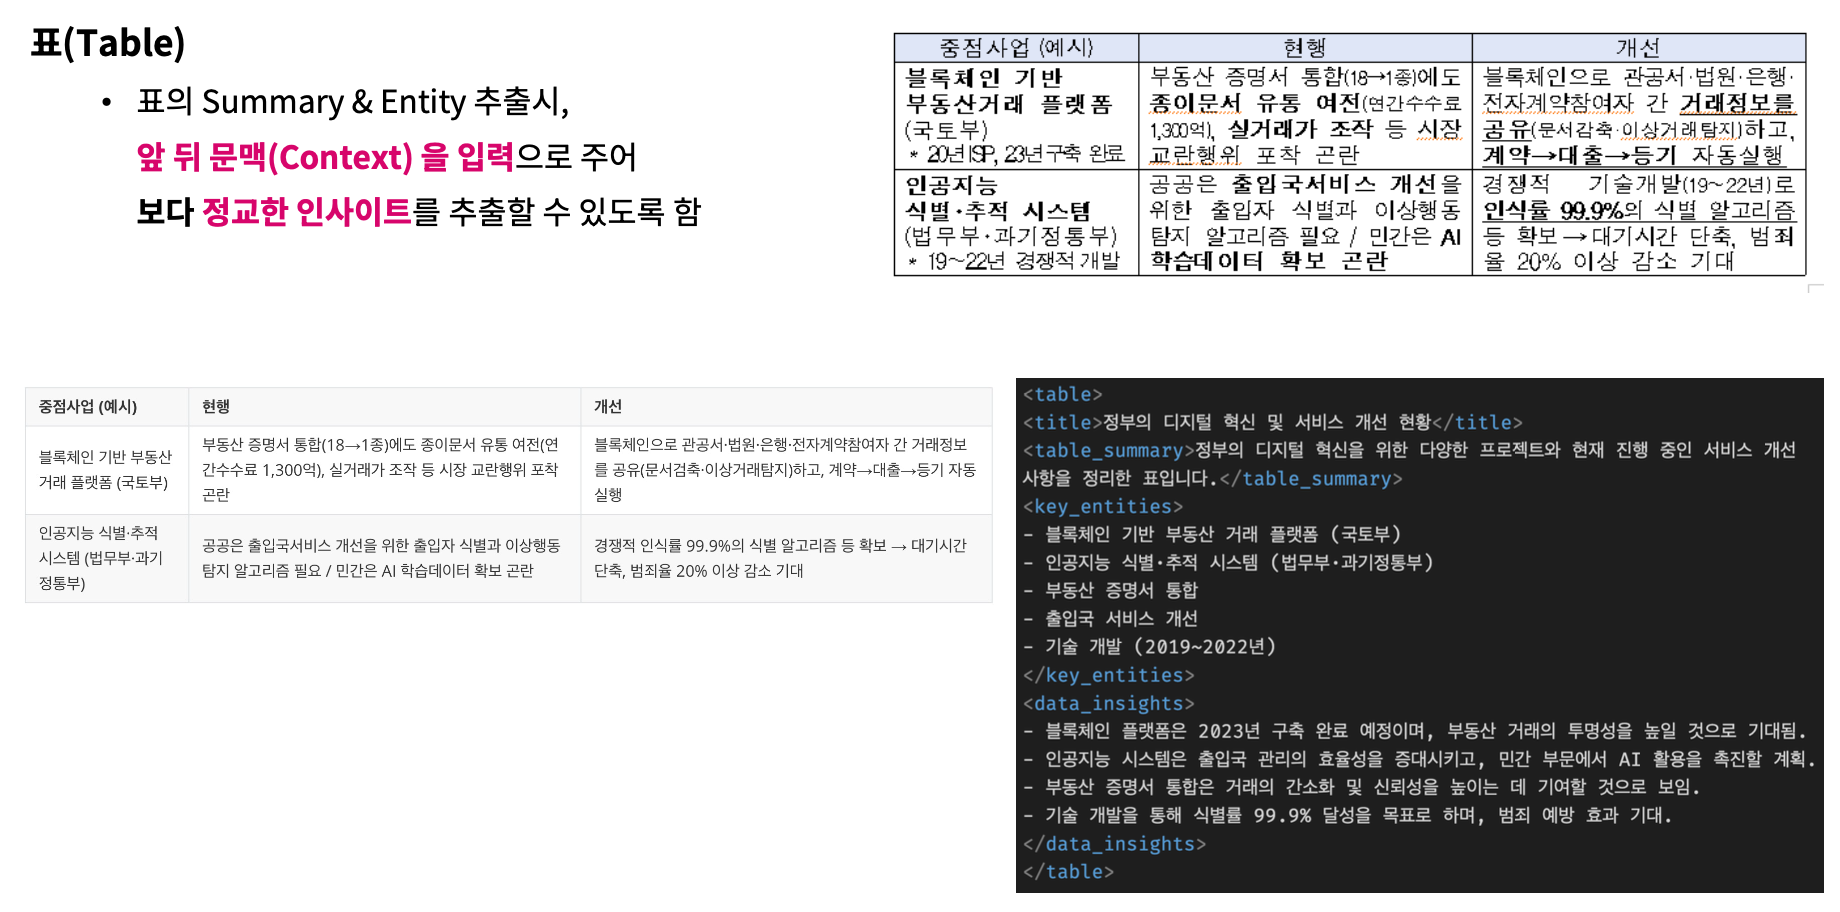 표(Table)
• 표의 Summary & Entity 추출시,
앞 뒤 문맥(Context) 을 입력으로 주어
보다 정교한 인사이트를 추출할 수 있도록 함
중점사업 (예시) 현행 개선
블록체인 기반
부동산거래 플랫폼
(국토부)
* 20년 ISP, 23년 구축 완료
부동산 증명서 통합(18→1종)에도
종이문서 유통 여전(연간수수료
1,300억), 실거래가 조작 등 시장
교란행위 포착 곤란
블록체인으로 관공서·법원·은행·
전자계약참여자 간 거래정보를
공유(문서감축·이상거래탐지)하고,
계약→대출→등기 자동실행
인공지능
식별·추적 시스템
(법무부·과기정통부)
* 19~22년 경쟁적 개발
공공은 출입국서비스 개선을
위한 출입자 식별과 이상행동
탐지 알고리즘 필요 / 민간은 AI
학습데이터 확보 곤란
경쟁적 기술개발(19~22년)로
인식률 99.9%의 식별 알고리즘
등 확보→대기시간 단축, 범죄
율 20% 이상 감소 기대
중점사업 (예시) 현행 개선
블록체인 기반 부동산
거래 플랫폼 (국토부)
부동산 증명서 통합(18→1종)에도 종이문서 유통 여전(연
간수수료 1,300억), 실거래가 조작 등 시장 교란행위 포착
곤란
블록체인으로 관공서·법원·은행·전자계약참여자 간 거래정보
를 공유(문서검축·이상거래탐지)하고, 계약→대출→등기 자동
실행
인공지능 식별·추적
시스템 (법무부·과기
정통부)
공공은 출입국서비스 개선을 위한 출입자 식별과 이상행동
탐지 알고리즘 필요 / 민간은 AI 학습데이터 확보 곤란
경쟁적 인식률 99.9%의 식별 알고리즘 등 확보 → 대기시간
단축, 범죄율 20% 이상 감소 기대
<table>
<title>정부의 디지털 혁신 및 서비스 개선 현황</title>
<table_summary>정부의 디지털 혁신을 위한 다양한 프로젝트와 현재 진행 중인 서비스 개선
사항을 정리한 표입니다.</table_summary>
<key_entities>
- 블록체인 기반 부동산 거래 플랫폼 (국토부)
- 인공지능 식별·추적 시스템 (법무부·과기정통부)
- 부동산 증명서 통합
- 출입국 서비스 개선
- 기술 개발 (2019~2022년)
</key_entities>
<data_insights>
- 블록체인 플랫폼은 2023년 구축 완료 예정이며, 부동산 거래의 투명성을 높일 것으로 기대됨.
- 인공지능 시스템은 출입국 관리의 효율성을 증대시키고, 민간 부문에서 AI 활용을 촉진할 계획.
- 부동산 증명서 통합은 거래의 간소화 및 신뢰성을 높이는 데 기여할 것으로 보임.
- 기술 개발을 통해 식별률 99.9% 달성을 목표로 하며, 범죄 예방 효과 기대.
</data_insights>
</table>